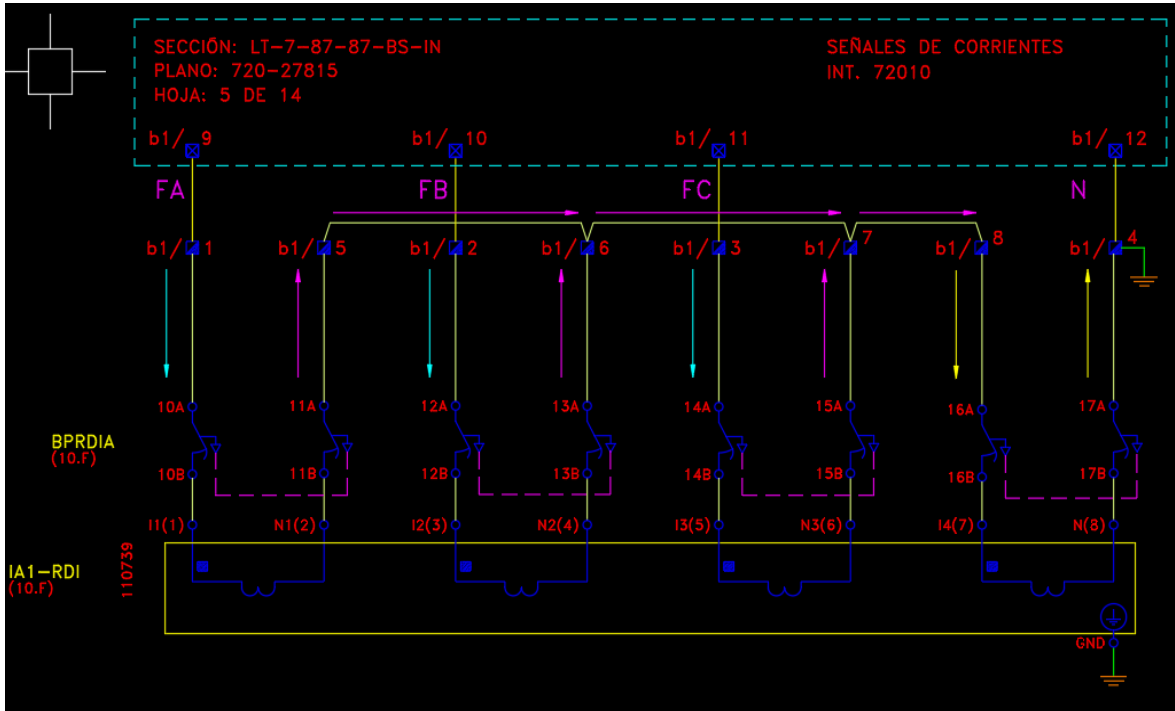 SECCIÓN: LT-7-87-87-BS-IN
PLANO: 720-27815
HOJA: 5 DE 14
SEÑALES DE CORRIENTES
INT. 72010
b1/ 9
b1/ 10
b1/ 11
b1/ 12
FA
FB
FC
N
b1/ 1
b1/ 5
b1/ 2
b1/ 6
b1/ 3
b1/ 7
b1/ 8
b1/ 4
10A
11A
12A
13A
14A
15A
16A
17A
BPRDIA
(10.F)
10B
11B
12B
13B
14B
15B
16B
17B
I1(1)
N1(2)
I2(3)
N2(4)
I3(5)
N3(6)
I4(7)
N(8)
IA1-RDI
(10.F)
110739
GND